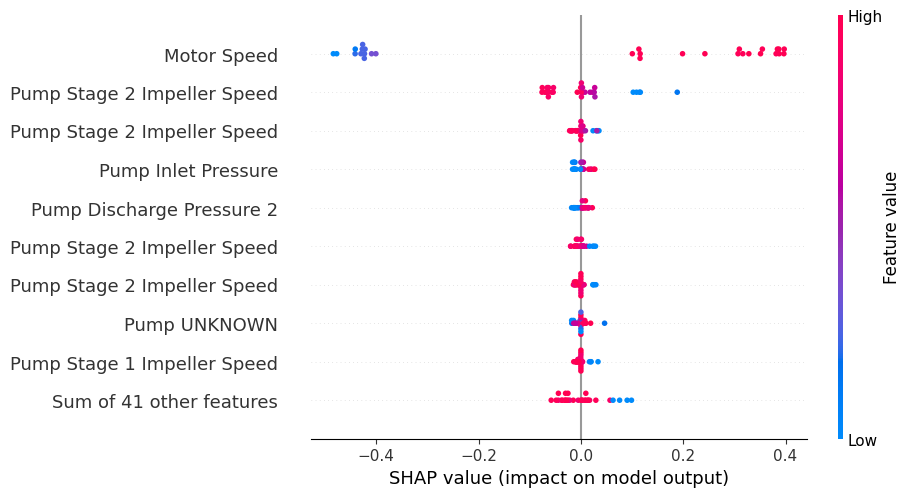 High
Motor Speed
Pump Stage 2 Impeller Speed
Pump Stage 2 Impeller Speed
Pump Inlet Pressure
Pump Discharge Pressure 2
Pump Stage 2 Impeller Speed
Pump Stage 2 Impeller Speed
Pump UNKNOWN
Pump Stage 1 Impeller Speed
Sum of 41 other features
Feature value
Low
−0.4 −0.2 0.0 0.2 0.4
SHAP value (impact on model output)